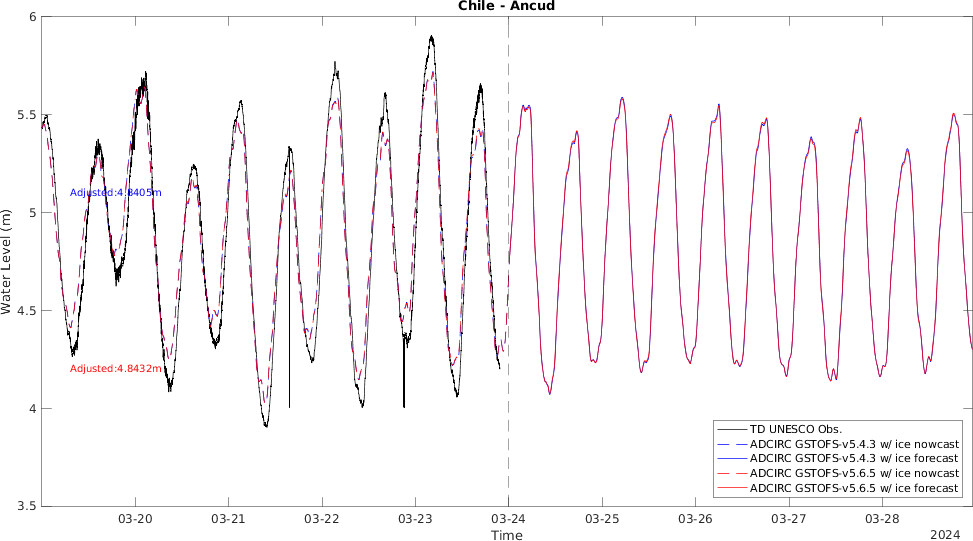 Chile - Ancud
6
5.5
5
4.5
4
3.5
Water Level (m)
Adjusted:4.8405m
Adjusted:4.8432m
TD UNESCO Obs.
ADCIRC GSTOFS-v5.4.3 w/ ice nowcast
ADCIRC GSTOFS-v5.4.3 w/ ice forecast
ADCIRC GSTOFS-v5.6.5 w/ ice nowcast
ADCIRC GSTOFS-v5.6.5 w/ ice forecast
03-20 03-21 03-22 03-23 03-24 03-25 03-26 03-27 03-28
Time
2024